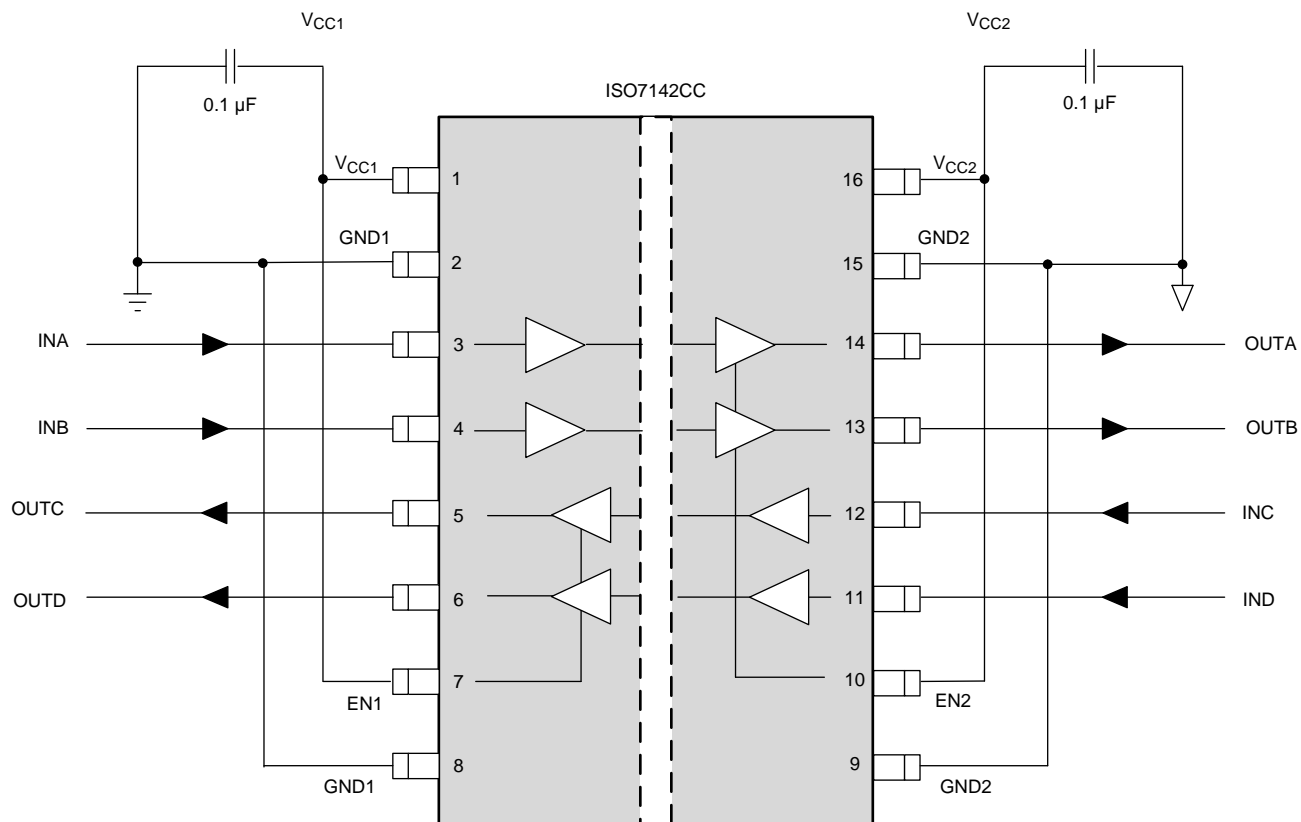 VCC1
VCC2
0.1 µF
0.1 µF
ISO7142CC
VCC1
1
16
VCC2
GND1
2
15
GND2
INA
3
14
OUTA
INB
4
13
OUTB
OUTC
5
12
INC
OUTD
6
11
IND
7
10
EN1
EN2
8
9
GND1
GND2